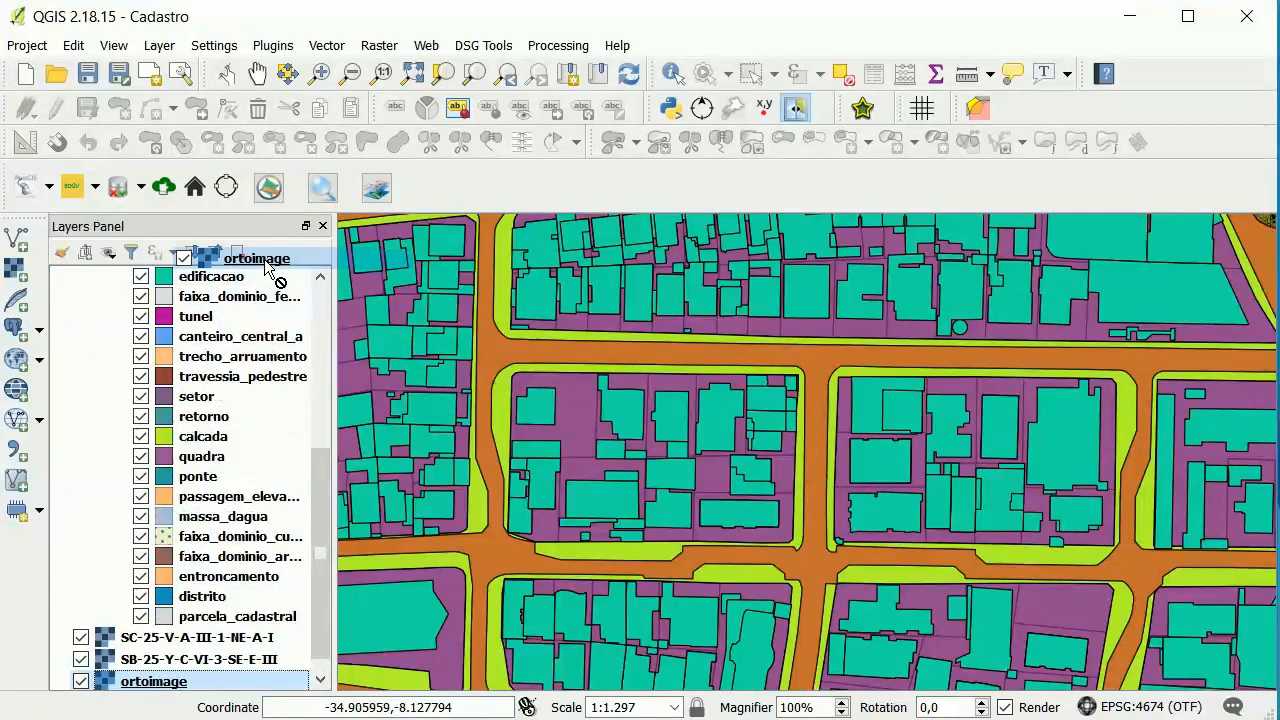 QGIS 2.18.15 - Cadastro
Project Edit View Layer Settings Plugins Vector Raster Web DSG Tools Processing Help
Layers Panel
ortoimage
edificacao
faixa_dominio_fe...
tunel
canteiro_central_a
trecho_arruamento
travessia_pedestre
setor
retorno
calcada
quadra
ponte
passagem_eleva...
massa_dagua
faixa_dominio_cu...
faixa_dominio_ar...
entroncamento
distrito
parcela_cadastral
SC-25-V-A-III-1-NE-A-I
SB-25-Y-C-VI-3-SE-E-III
ortoimage
Coordinate -34.905959,-8.127794 Scale 1:1.297 Magnifier 100% Rotation 0,0 Render EPSG:4674 (OTF)